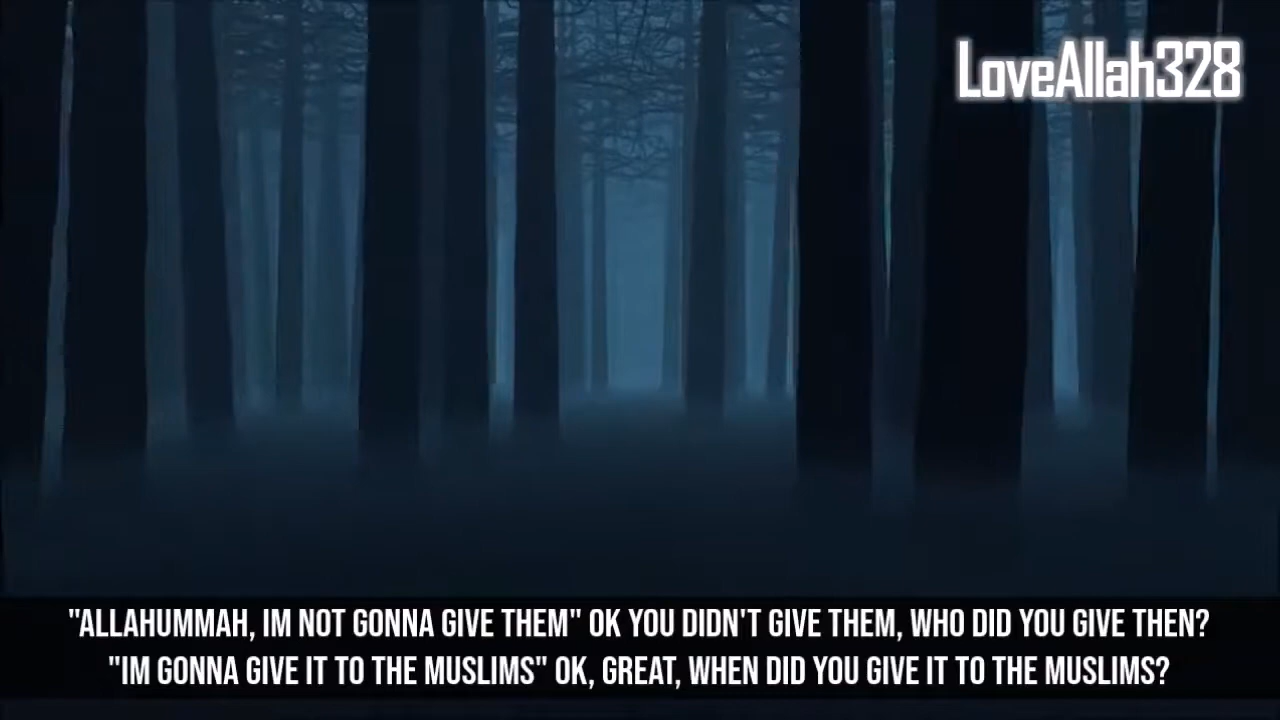 LoveAllah328
"ALLAHUMMAH, IM NOT GONNA GIVE THEM" OK YOU DIDN'T GIVE THEM, WHO DID YOU GIVE THEN?
"IM GONNA GIVE IT TO THE MUSLIMS" OK, GREAT, WHEN DID YOU GIVE IT TO THE MUSLIMS?